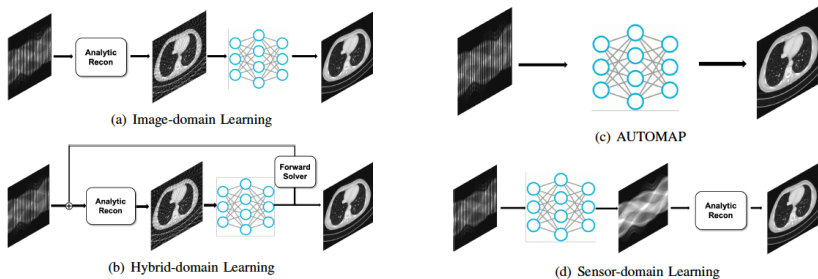 Analytic
Recon
(a) Image-domain Learning
(c) AUTOMAP
Forward
Solver
Analytic
Recon
(b) Hybrid-domain Learning
Analytic
Recon
(d) Sensor-domain Learning